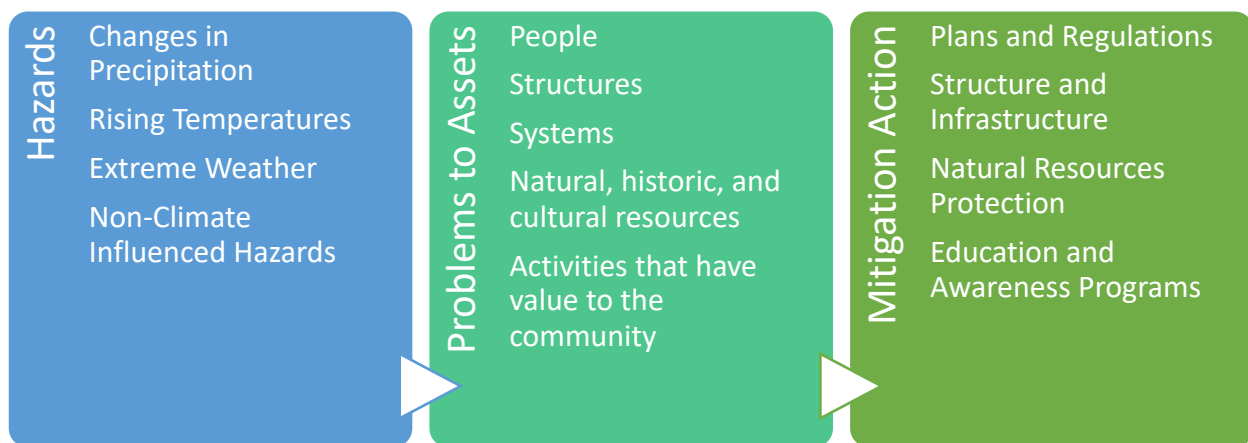 Hazards
Changes in
Precipitation
Rising Temperatures
Extreme Weather
Non-Climate
Influenced Hazards
Problems to Assets
People
Structures
Systems
Natural, historic, and
cultural resources
Activities that have
value to the
community
Mitigation Action
Plans and Regulations
Structure and
Infrastructure
Natural Resources
Protection
Education and
Awareness Programs